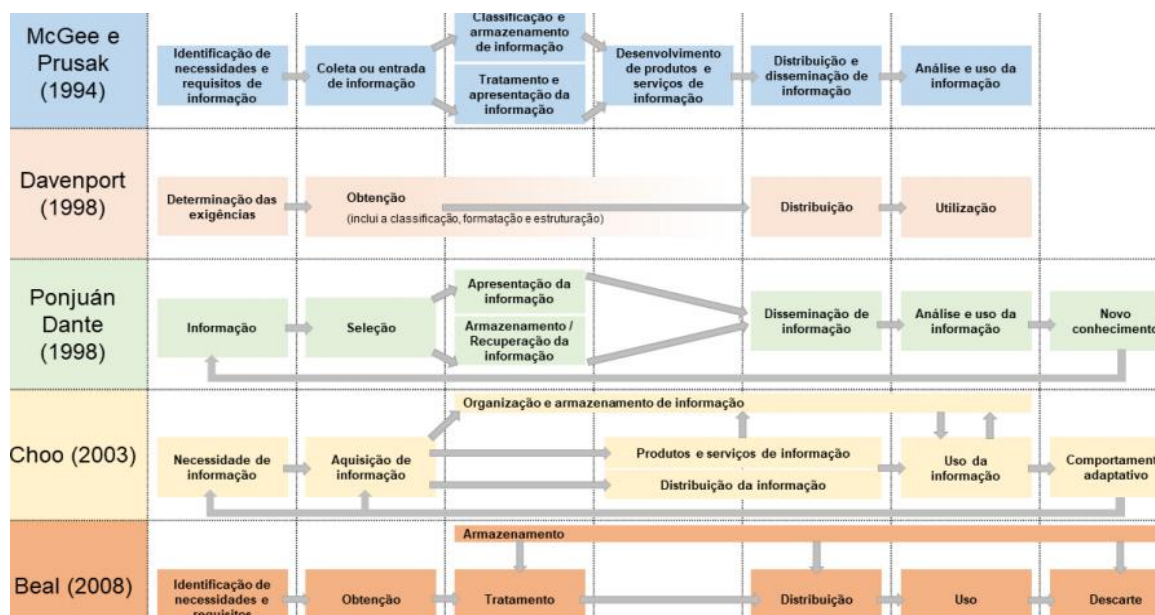 McGee e
Prusak
(1994)
Identificação de
necessidades e
requisitos de
informação
Coleta ou entrada
de informação
Classificação e
armazenamento
de informação
Tratamento e
apresentação da
informação
Desenvolvimento
de produtos e
serviços de
informação
Distribuição e
disseminação de
informação
Análise e uso da
informação
Davenport
(1998)
Determinação das
exigências
Obtenção
(inclui a classificação, formatação e estruturação)
Distribuição
Utilização
Ponjuán
Dante
(1998)
Informação
Seleção
Apresentação da
informação
Armazenamento /
Recuperação da
informação
Disseminação de
informação
Análise e uso da
informação
Novo
conhecimento
Choo (2003)
Necessidade de
informação
Aquisição de
informação
Organização e armazenamento de informação
Produtos e serviços de informação
Distribuição da informação
Uso da
informação
Comportament
adaptativo
Beal (2008)
Identificação de
necessidades e
requisitos
Obtenção
Armazenamento
Tratamento
Distribuição
Uso
Descarte